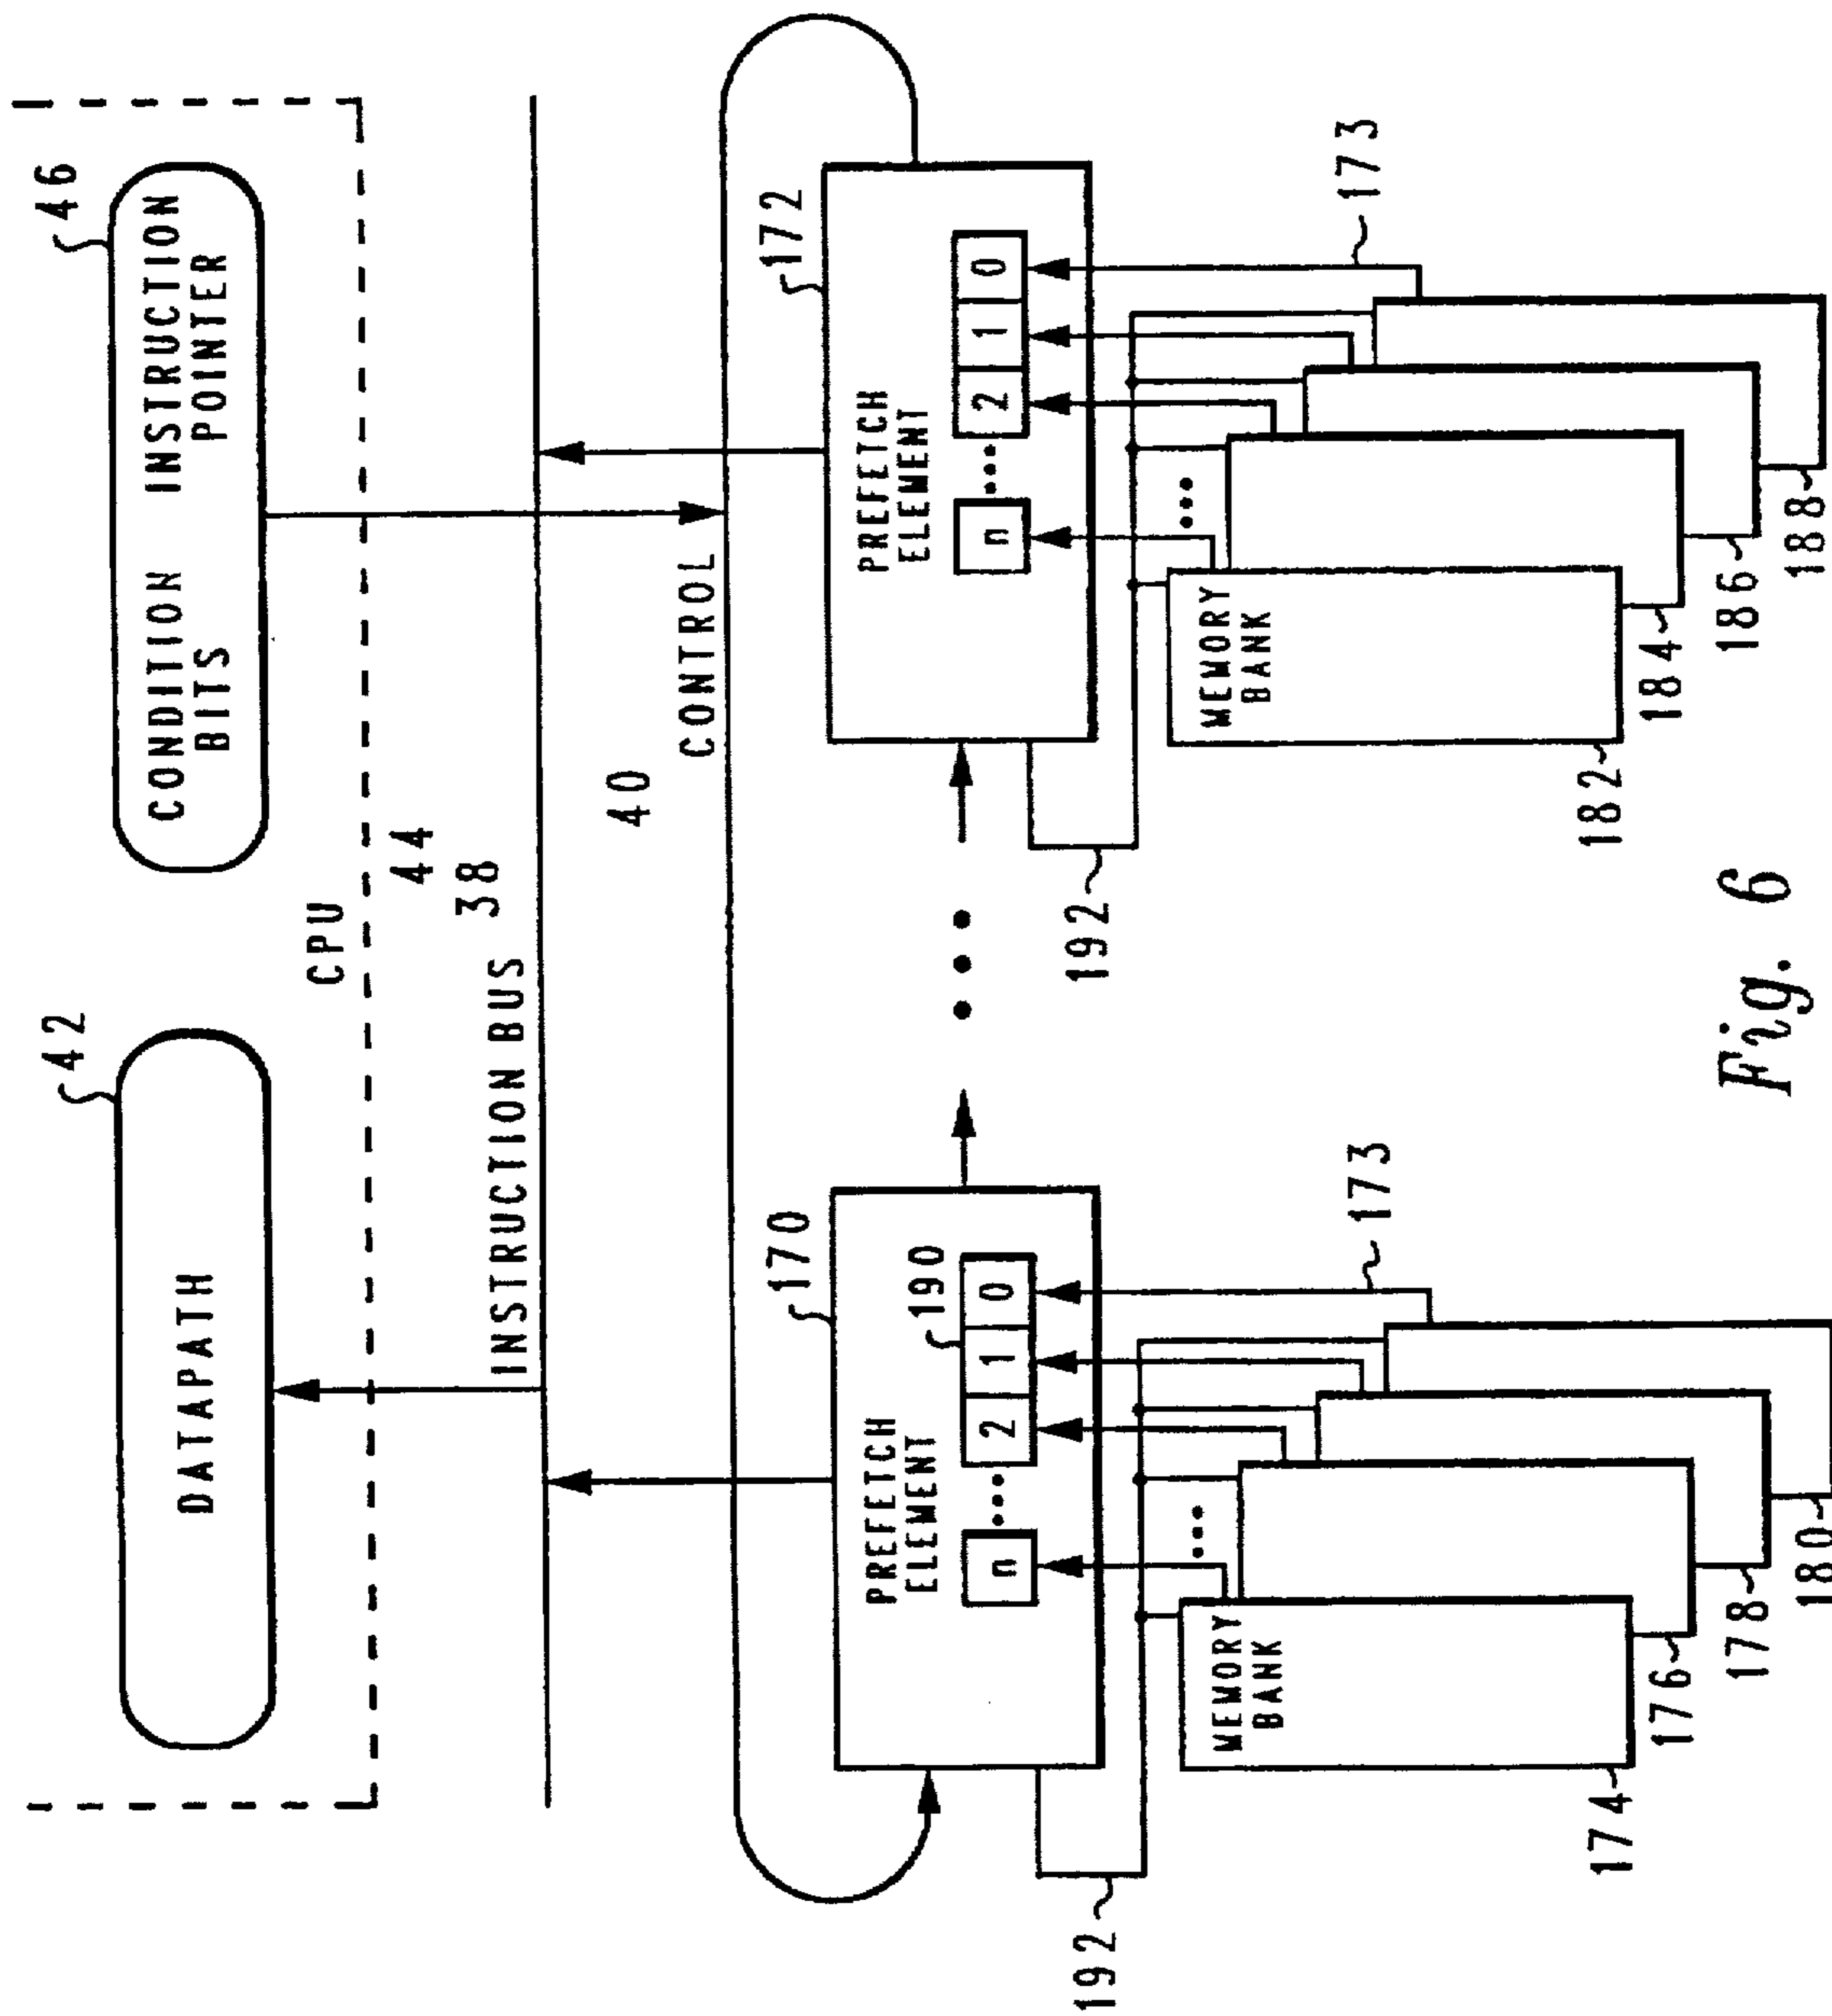 42
46
DATAPATH
CONDITION
BITS
INSTRUCTION
POINTER
CPU
44
INSTRUCTION BUS
38
40
CONTROL
170
172
PREFETCH
ELEMENT
190
n
2
1
0
PREFETCH
ELEMENT
n
2
1
0
192
173
192
173
MEMORY
BANK
MEMORY
BANK
174
176
178
180
182
184
186
188
Fig. 6